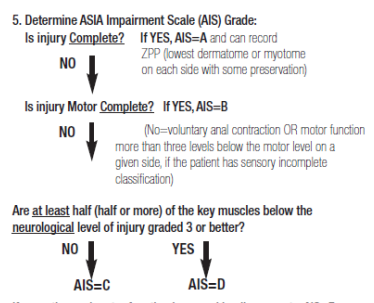 5. Determine ASIA Impairment Scale (AIS) Grade:
Is injury Complete? If YES, AIS=A and can record
ZPP (lowest dermatome or myotome
on each side with some preservation)
NO
Is injury Motor Complete? If YES, AIS=B
NO
(No=voluntary anal contraction OR motor function
more than three levels below the motor level on a
given side, if the patient has sensory incomplete
classification)
Are at least half (half or more) of the key muscles below the
neurological level of injury graded 3 or better?
NO YES
AIS=C AIS=D